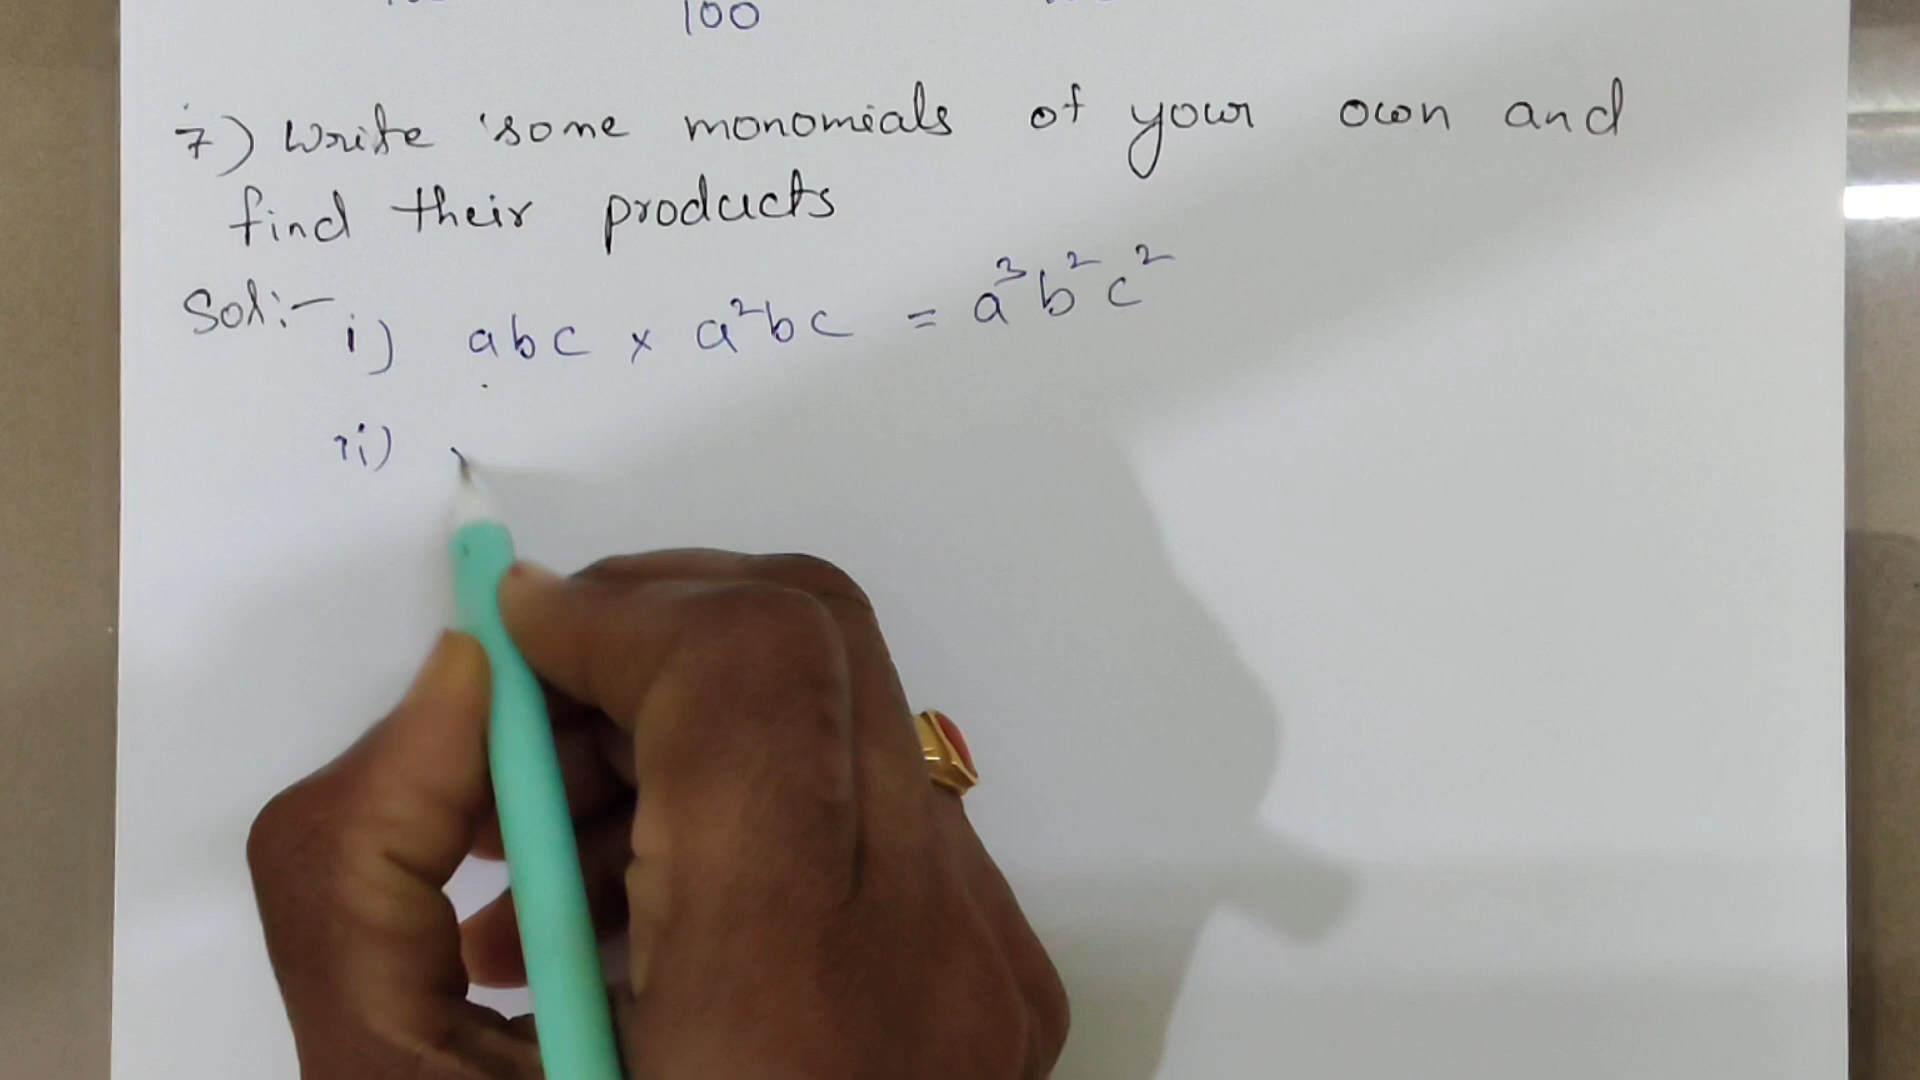 100
7) Write some monomials of your own and
find their products
Sol:- i) abc × a²bc = a³b²c²
ii)